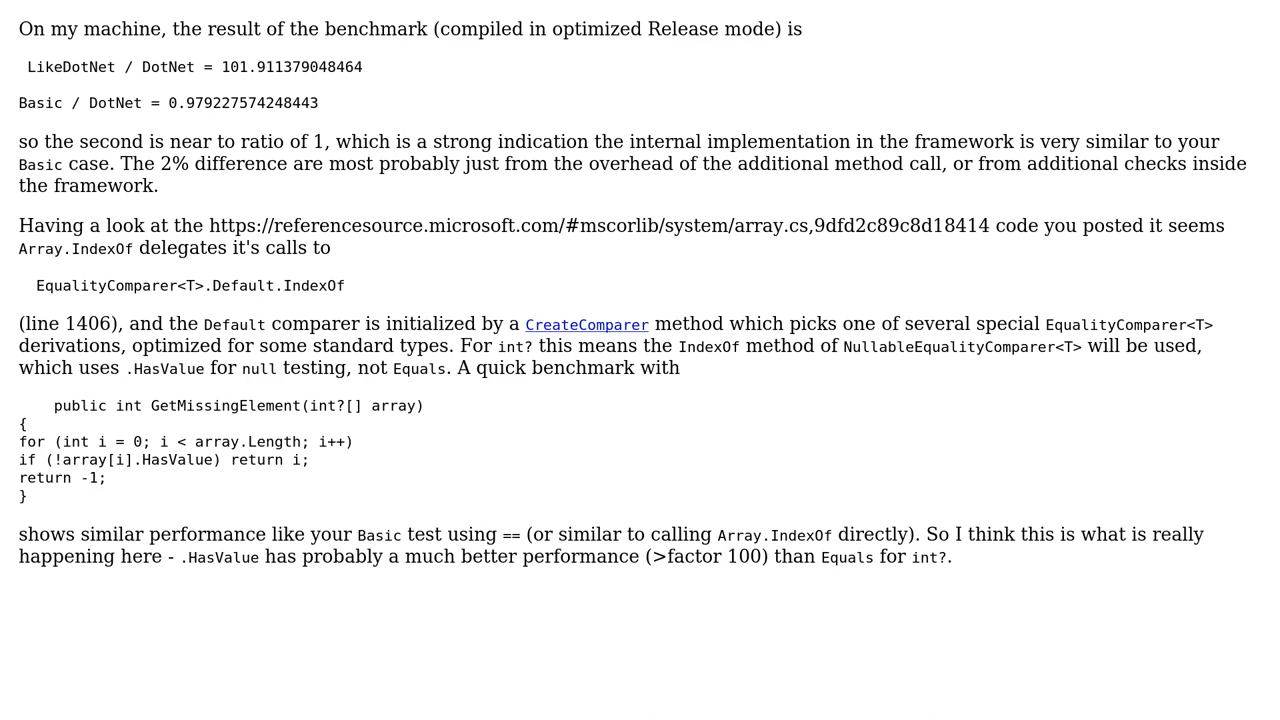 On my machine, the result of the benchmark (compiled in optimized Release mode) is
LikeDotNet / DotNet = 101.911379048464
Basic / DotNet = 0.979227574248443
so the second is near to ratio of 1, which is a strong indication the internal implementation in the framework is very similar to your
Basic case. The 2% difference are most probably just from the overhead of the additional method call, or from additional checks inside
the framework.
Having a look at the https://referencesource.microsoft.com/#mscorlib/system/array.cs,9dfd2c89c8d18414 code you posted it seems
Array.IndexOf delegates it's calls to
EqualityComparer<T>.Default.IndexOf
(line 1406), and the Default comparer is initialized by a CreateComparer method which picks one of several special EqualityComparer<T>
derivations, optimized for some standard types. For int? this means the IndexOf method of NullableEqualityComparer<T> will be used,
which uses .HasValue for null testing, not Equals. A quick benchmark with
public int GetMissingElement(int?[] array)
{
for (int i = 0; i < array.Length; i++)
if (!array[i].HasValue) return i;
return -1;
}
shows similar performance like your Basic test using == (or similar to calling Array.IndexOf directly). So I think this is what is really
happening here - .HasValue has probably a much better performance (>factor 100) than Equals for int?.